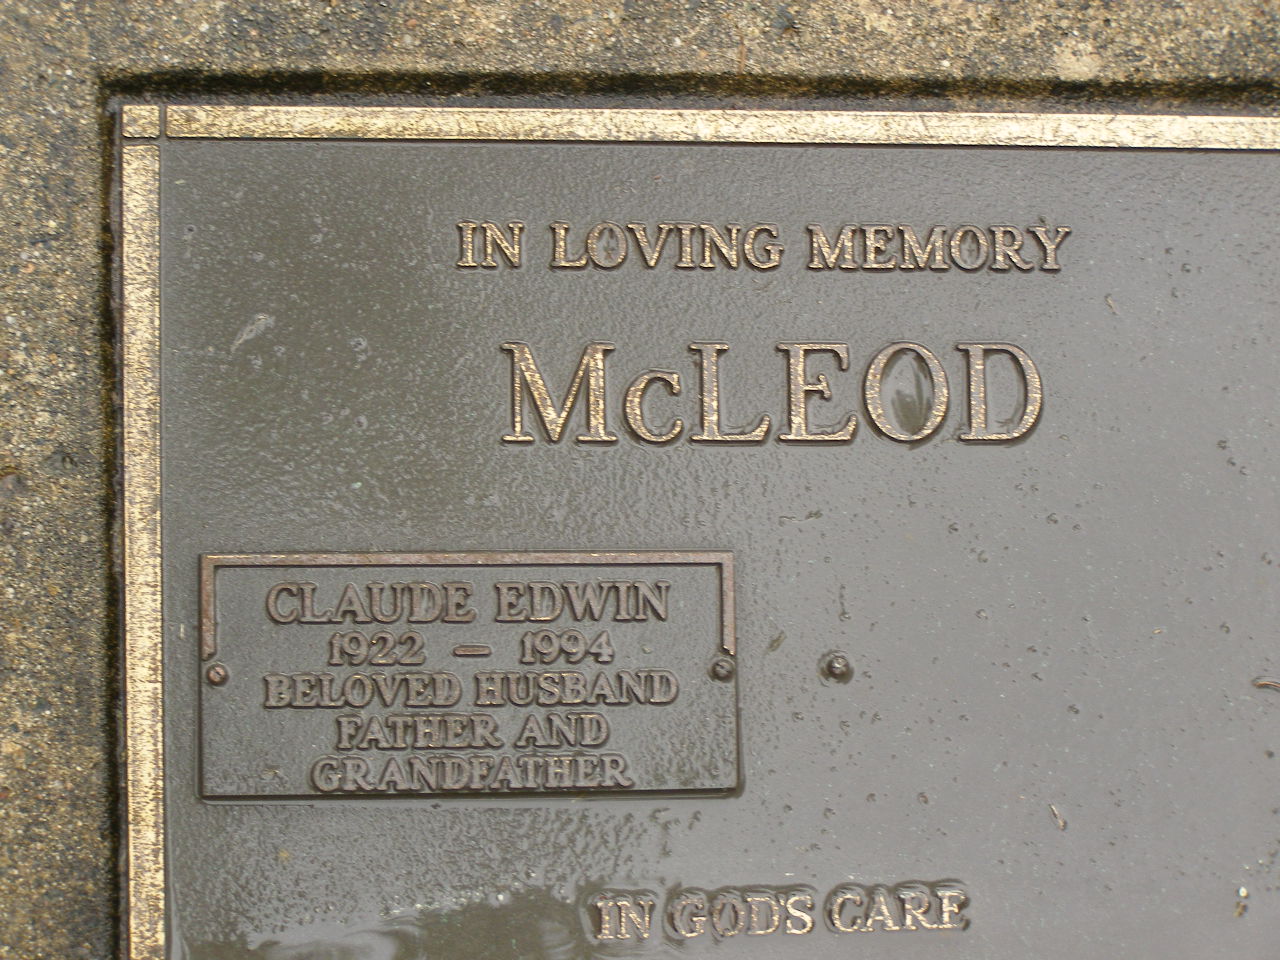 IN LOVING MEMORY
McLEOD
CLAUDE EDWIN
1922 – 1994
BELOVED HUSBAND
FATHER AND
GRANDFATHER
IN GOD'S CARE